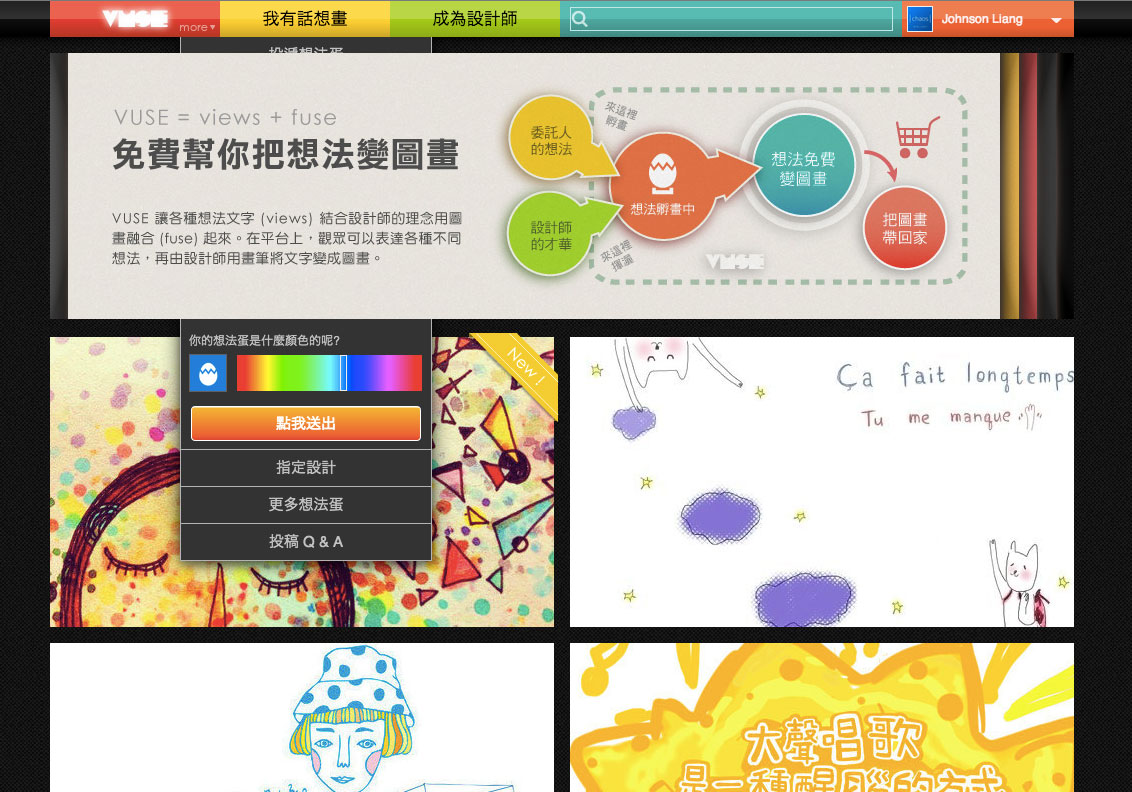 VUSE
more▾
我有話想畫
成為設計師
Johnson Liang
投遞想法蛋
VUSE = views + fuse
免費幫你把想法變圖畫
VUSE 讓各種想法文字 (views) 結合設計師的理念用圖
畫融合 (fuse) 起來。在平台上，觀眾可以表達各種不同
想法，再由設計師用畫筆將文字變成圖畫。
委託人
的想法
來這裡
孵畫
設計師
的才華
來這裡
揮灑
想法孵畫中
想法免費
變圖畫
把圖畫
帶回家
VUSE
你的想法蛋是什麼顏色的呢?
點我送出
指定設計
更多想法蛋
投稿 Q & A
New !
Ça fait longtemps
Tu me manque
大聲唱歌
是一種醒腦的方式